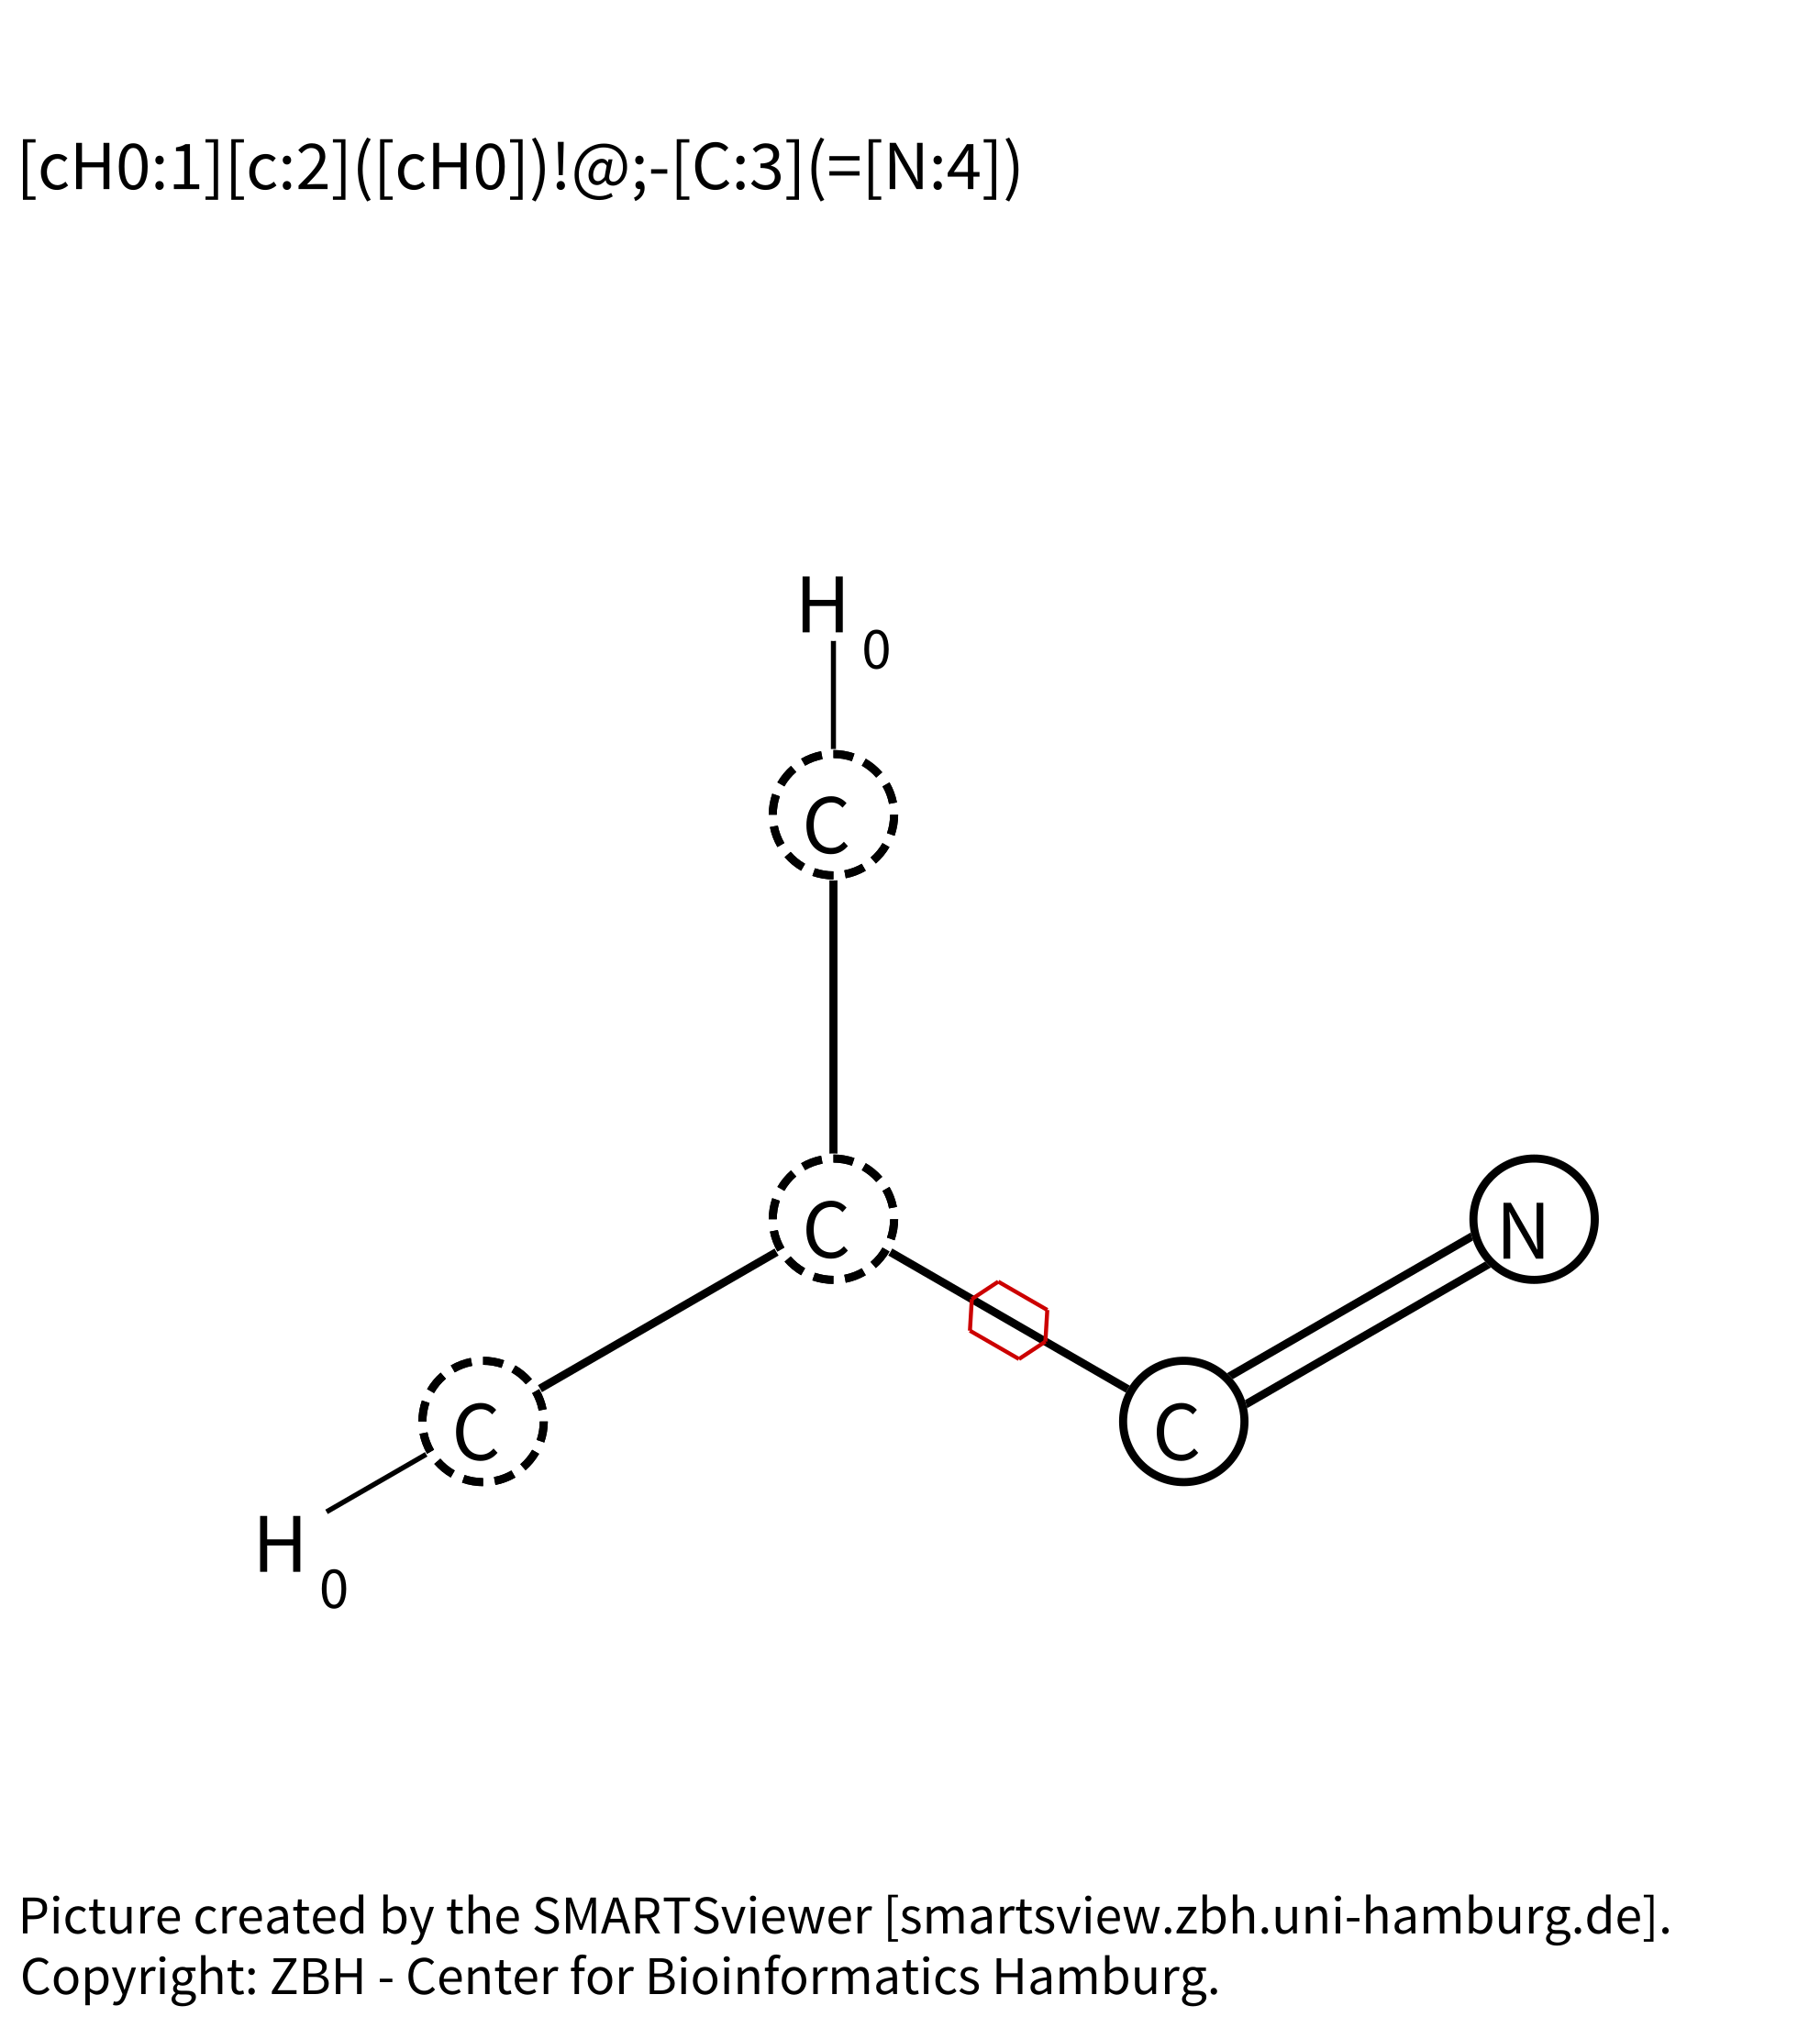 [cH0:1][c:2]([cH0])!@;-[C:3](=[N:4])
H
0
C
C
N
C
C
H
0
Picture created by the SMARTSviewer [smartsview.zbh.uni-hamburg.de].
Copyright: ZBH - Center for Bioinformatics Hamburg.